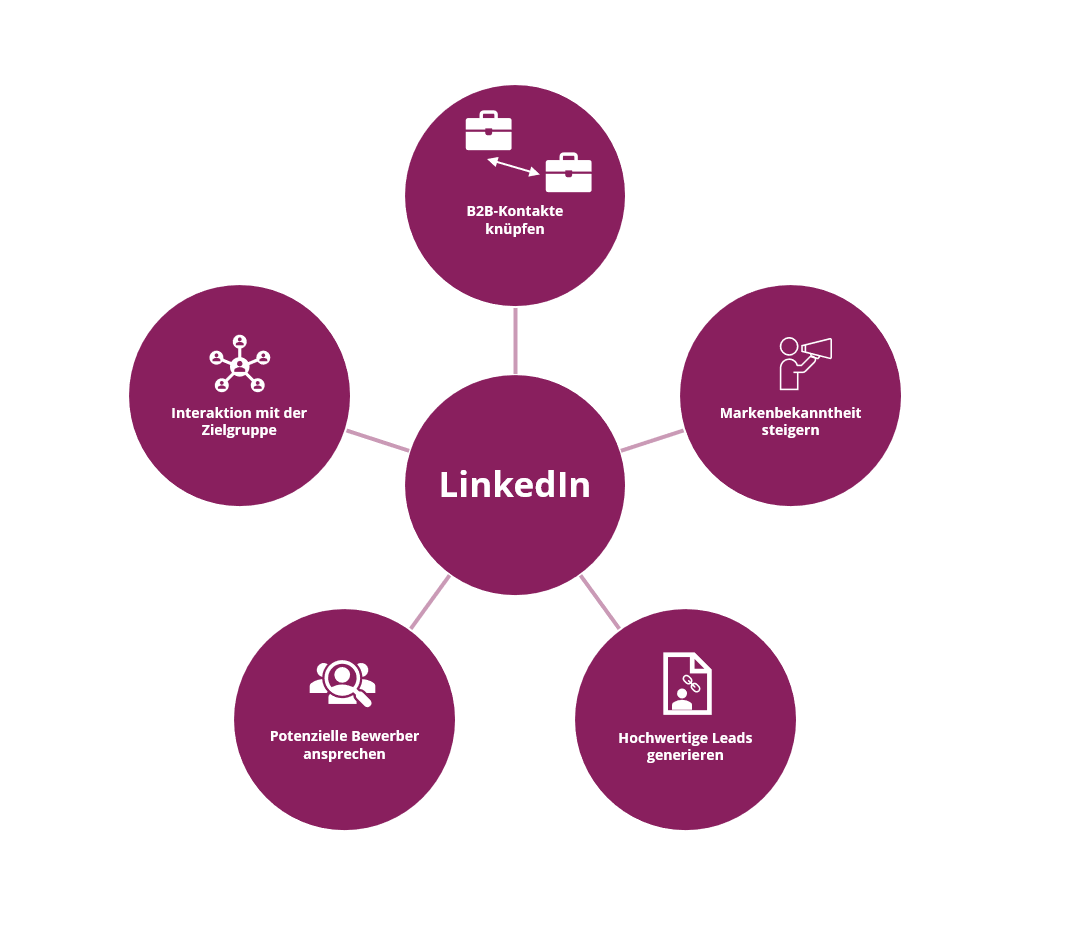 B2B-Kontakte
knüpfen
Interaktion mit der
Zielgruppe
Markenbekanntheit
steigern
LinkedIn
Potenzielle Bewerber
ansprechen
Hochwertige Leads
generieren